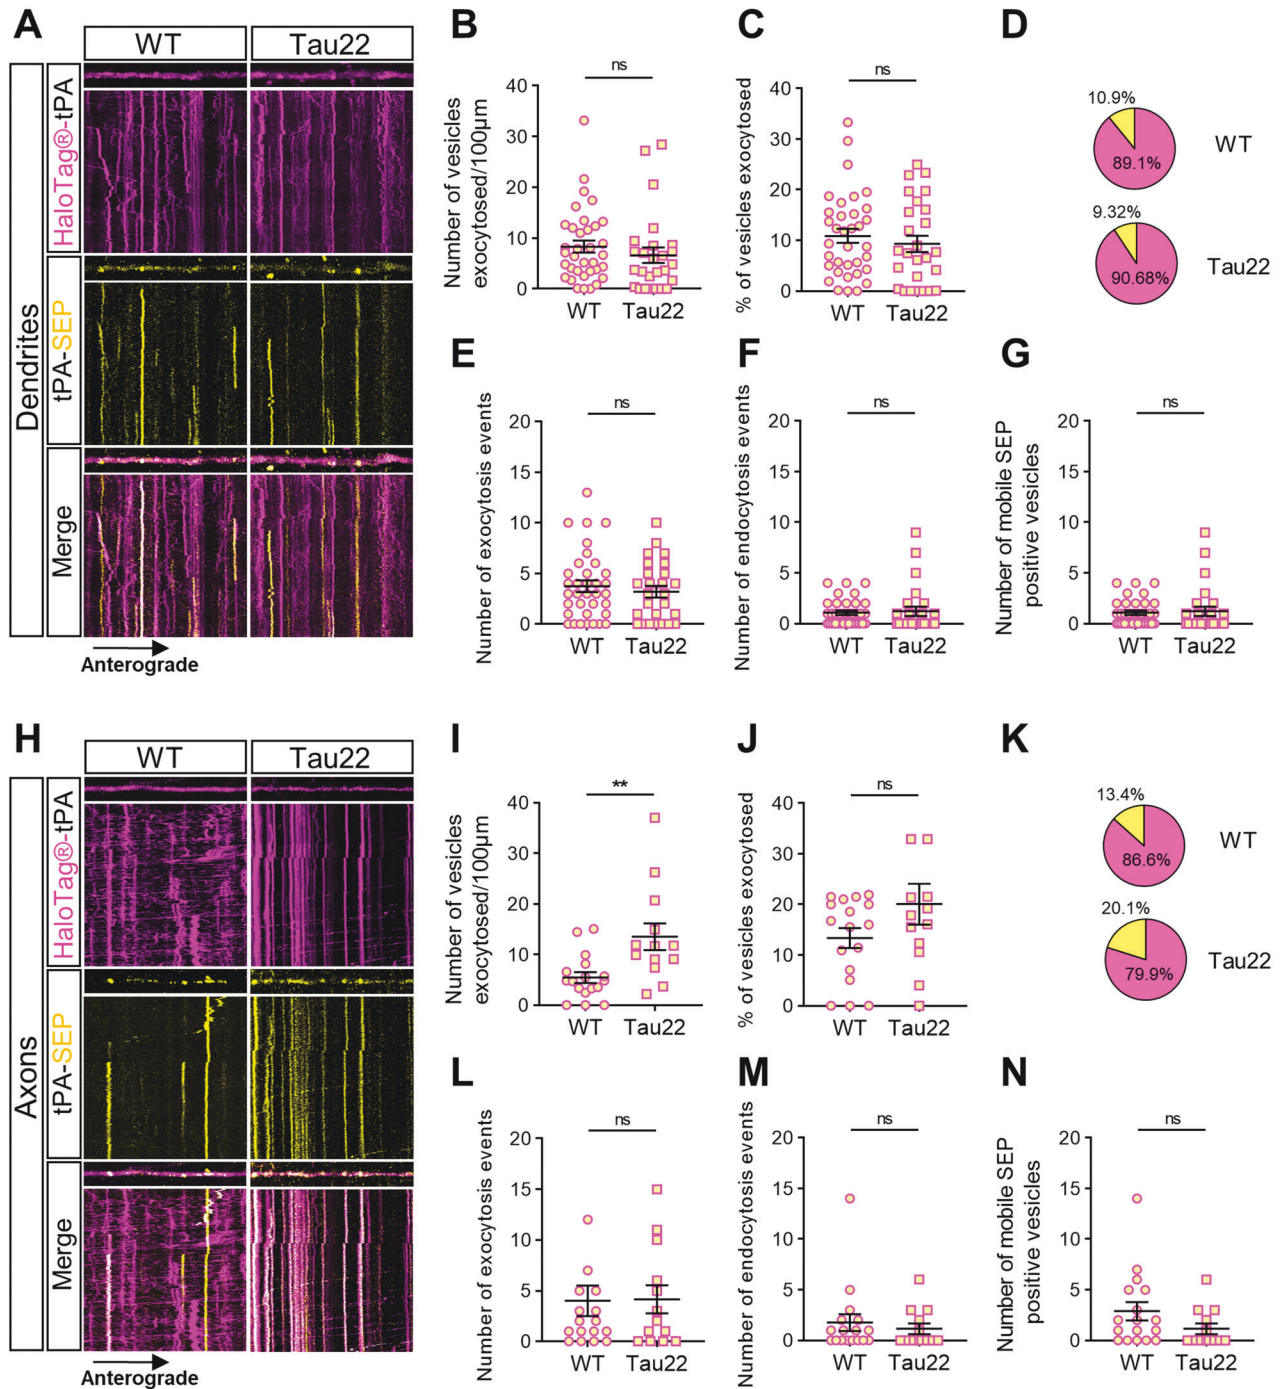 A
WT
Tau22
Dendrites
HaloTag®-tPA
tPA-SEP
Merge
Anterograde
B
Number of vesicles
exocytosed/100µm
ns
40
30
20
10
0
WT
Tau22
C
% of vesicles exocytosed
ns
40
30
20
10
0
WT
Tau22
D
10.9%
89.1%
WT
9.32%
90.68%
Tau22
E
Number of exocytosis events
ns
20
15
10
5
0
WT
Tau22
F
Number of endocytosis events
ns
20
15
10
5
0
WT
Tau22
G
Number of mobile SEP
positive vesicles
ns
20
15
10
5
0
WT
Tau22
H
WT
Tau22
Axons
HaloTag®-tPA
tPA-SEP
Merge
Anterograde
I
Number of vesicles
exocytosed/100µm
**
40
30
20
10
0
WT
Tau22
J
% of vesicles exocytosed
ns
40
30
20
10
0
WT
Tau22
K
13.4%
86.6%
WT
20.1%
79.9%
Tau22
L
Number of exocytosis events
ns
20
15
10
5
0
WT
Tau22
M
Number of endocytosis events
ns
20
15
10
5
0
WT
Tau22
N
Number of mobile SEP
positive vesicles
ns
20
15
10
5
0
WT
Tau22